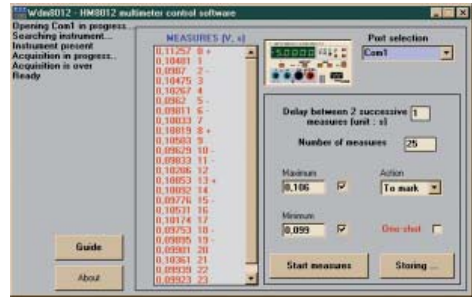 Wdm8012 - HM8012 multimeter control software
Opening Com1 in progress
Searching instrument...
Instrument present
Acquisition in progress..
Acquisition is over
Ready
MEASURES (V, s)
0,11257 0 +
0,10401 1
0,0987 2 -
0,10475 3
0,10267 4
0,0962 5 -
0,09811 6 -
0,10033 7
0,10819 8 +
0,10503 9
0,09629 10 -
0,09833 11 -
0,10206 12
0,10853 13 +
0,10092 14
0,09776 15 -
0,10531 16
0,10174 17
0,09753 18 -
0,09895 19 -
0,09981 20
0,10361 21
0,09939 22
0,09923 23
Port selection
Com1
Delay between 2 successive
measures (unit : s)
1
Number of measures
25
Maximum
0,106
Action
To mark
Minimum
0,099
One-shot
Start measures
Storing ...
Guide
About